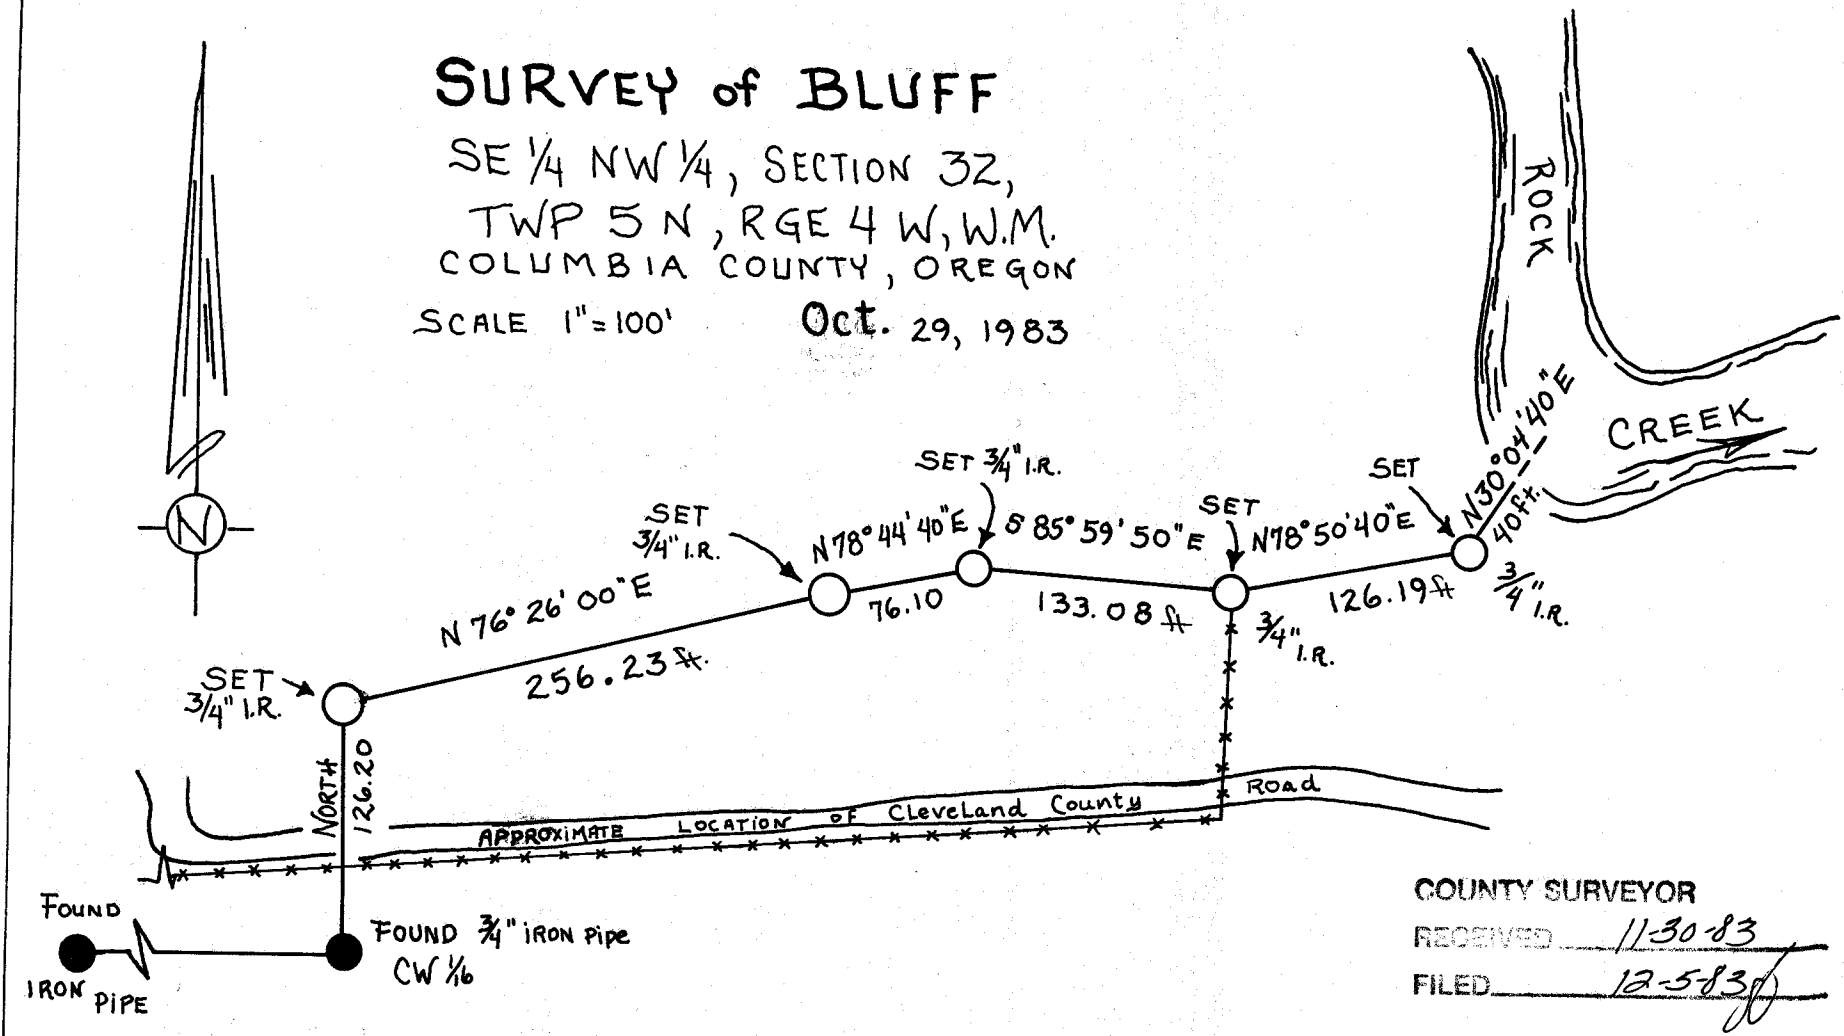 SURVEY of BLUFF
SE 1/4 NW 1/4, SECTION 32,
TWP 5 N, RGE 4 W, W.M.
COLUMBIA COUNTY, OREGON
SCALE 1"=100' Oct. 29, 1983
N
ROCK
CREEK
SET
3/4" I.R.
NORTH
126.20
N 76° 26' 00" E
256.23 ft.
SET
3/4" I.R.
N78° 44' 40" E
76.10
SET 3/4" I.R.
S 85° 59' 50" E
133.08 ft
SET
3/4"
I.R.
N78° 50' 40" E
126.19 ft
SET
3/4"
I.R.
N30° 04' 40" E
40 ft.
APPROXIMATE LOCATION OF Cleveland County Road
FOUND
IRON PIPE
FOUND 3/4" IRON PIPE
CW 1/16
COUNTY SURVEYOR
RECEIVED 11-30-83
FILED 12-5-83